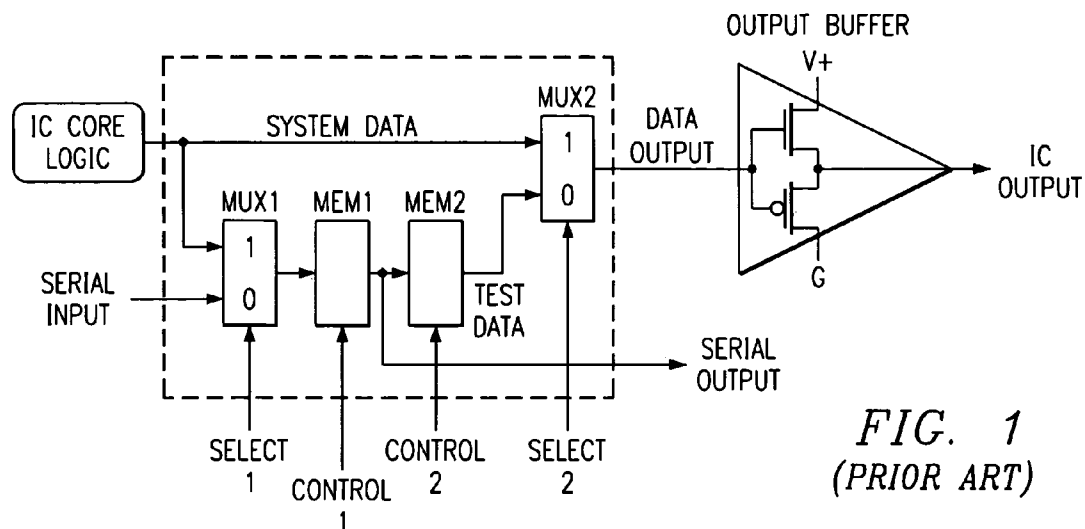 OUTPUT BUFFER
V+
MUX2
IC CORE
LOGIC
SYSTEM DATA
1
0
DATA
OUTPUT
IC
OUTPUT
MUX1
MEM1
MEM2
1
0
G
SERIAL
INPUT
TEST
DATA
SERIAL
OUTPUT
SELECT
1
CONTROL
1
CONTROL
2
SELECT
2
FIG. 1
(PRIOR ART)